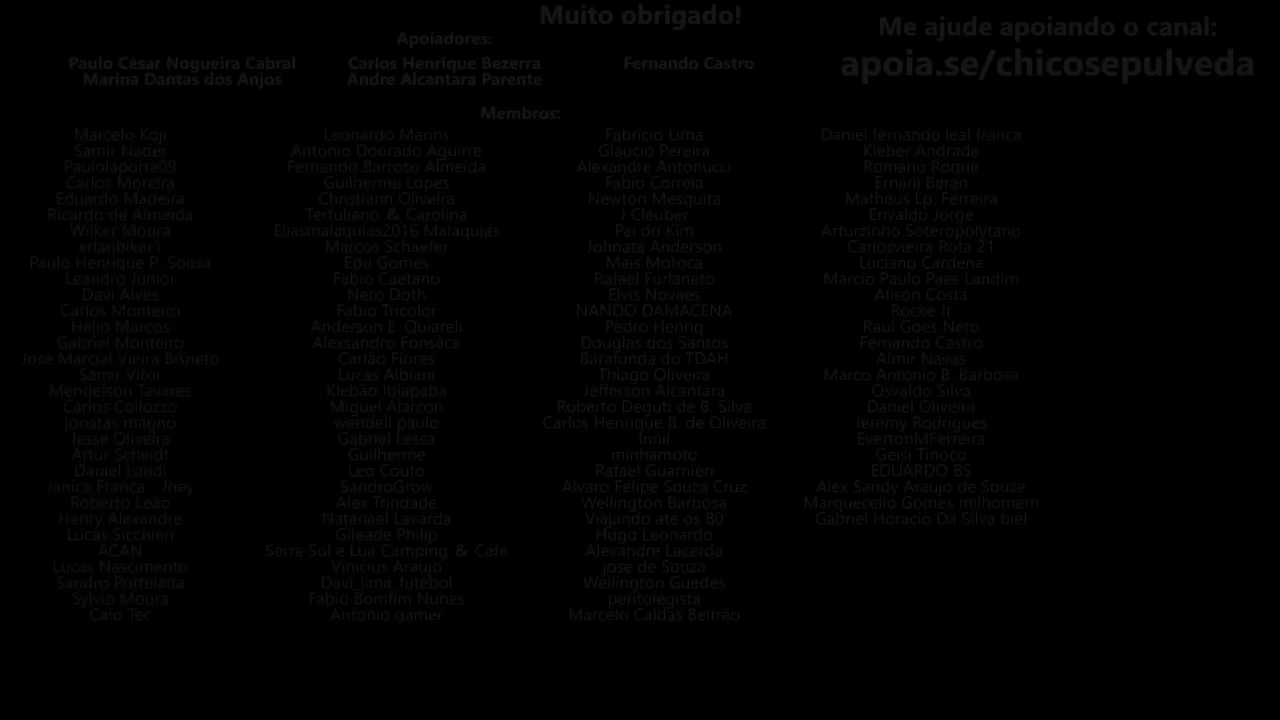 Muito obrigado!
Me ajude apoiando o canal:
apoia.se/chicosepulveda
Apoiadores:
Paulo César Nogueira Cabral
Marina Dantas dos Anjos
Carlos Henrique Bezerra
Andre Alcantara Parente
Fernando Castro
Membros:
Marcelo Koji
Samir Nader
Paulolaporta09
Carlos Moreira
Eduardo Madeira
Ricardo de Almeida
Wilker Moura
erlanbiker1
Paulo Henrique P. Sousa
Leandro Junior
Davi Alves
Carlos Monteiro
Helio Marcos
Gabriel Monteiro
Jose Marcial Vieira Bisneto
Samir Vitor
Mendelson Tavares
Carlos Collozzo
jonatas magno
Jesse Oliveira
Artur Scheidt
Daniel Landi
Janice França _Jhey
Roberto Leão
Henry Alexandre
Lucas Sicchieri
ACAN
Lucas Nascimento
Sandro Portelada
Sylvio Moura
Caio Tec
Leonardo Marins
Antonio Dourado Aguirre
Fernando Barroso Almeida
Guilherme Lopes
Christiann Oliveira
Tertuliano & Carolina
Eliasmalaquias2016 Malaquias
Marcos Schaefer
Edu Gomes
Fabio Caetano
Neto Doth
Fabio Tricolor
Anderson E. Quiareli
Alexsandro Fonsêca
Carlão Flores
Lucas Albiani
Klebão Ibiapaba
Miguel Alarcon
wendell paulo
Gabriel Lessa
Guilherme
Leo Couto
SandroGrow
Alex Trindade
Natanael Lavarda
Gileade Philip
Serra Sol e Lua Camping & Café
Vinicius Araujo
Davi_lima_futebol
Fabio Bomfim Nunes
Antonio gamer
Fabricio Lima
Glaucio Pereira
Alexandre Antonucci
Fabio Correia
Newton Mesquita
J Cleuber
Pai do Kim
Johnata Anderson
Mais Motoca
Rafael Furlaneto
Elvis Novaes
NANDO DAMACENA
Pedro Henriq
Douglas dos Santos
Barafunda do TDAH
Thiago Oliveira
Jefferson Alcantara
Roberto Deguti de B. Silva
Carlos Henrique B. de Oliveira
minhamoto
Rafael Guarnieri
Alvaro Felipe Souza Cruz
Wellington Barbosa
Viajando até os 80
Hugo Leonardo
Alexandre Lacerda
jose de Souza
Wellington Guedes
peritolegista
Marcelo Caldas Beltrão
Daniel fernando leal frança
Kleber Andrade
Romário Roque
Ernani Baran
Matheus Lp. Ferreira
Erivaldo Jorge
Arturzinho Soteropolytano
Carlosvieira Rota 21
Luciano Cardena
Márcio Paulo Paes Landim
Alison Costa
Rocke Jr
Raul Goes Neto
Fernando Castro
Almir Navas
Marco Antonio B. Barbosa
Osvaldo Silva
Daniel Oliveira
Jeremy Rodrigues
EvertonMFerreira
Geisi Tinoco
EDUARDO BS
Alex Sandy Araujo de Souze
Marquecelio Gomes milhomem
Gabriel Horacio Da Silva biel